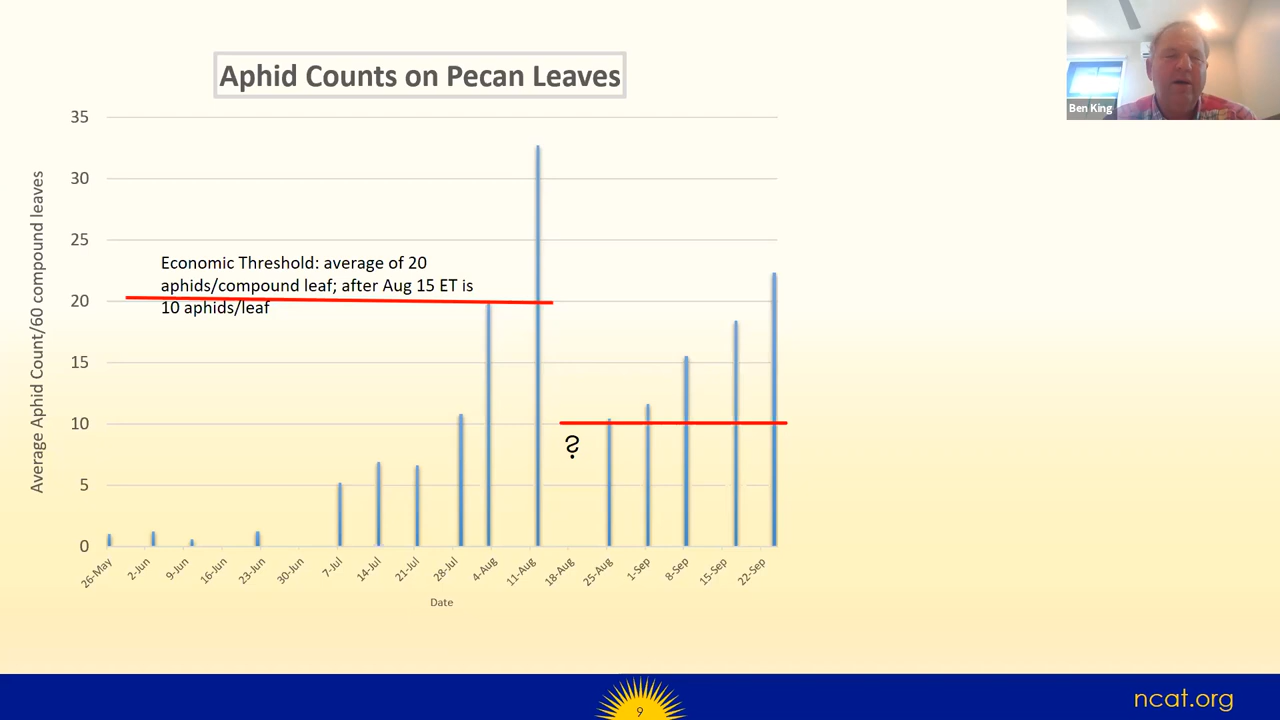 Aphid Counts on Pecan Leaves
Ben King
Average Aphid Count/60 compound leaves
35
30
25
20
15
10
5
0
Economic Threshold: average of 20
aphids/compound leaf; after Aug 15 ET is
10 aphids/leaf
?
26-May
2-Jun
9-Jun
16-Jun
23-Jun
30-Jun
7-Jul
14-Jul
21-Jul
28-Jul
4-Aug
11-Aug
18-Aug
25-Aug
1-Sep
8-Sep
15-Sep
22-Sep
Date
9
ncat.org